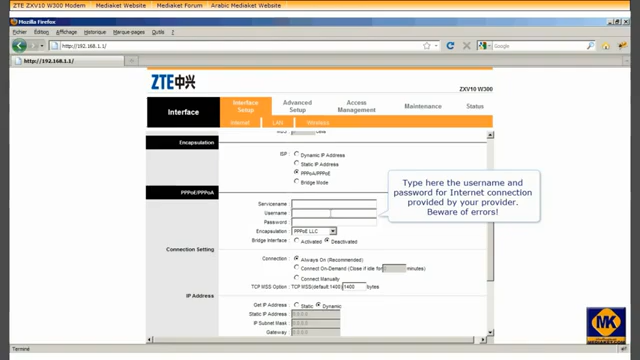 ZTE ZXV10 W300 Modem Mediaket Website Mediaket Forum Arabic Mediaket Website
Mozilla Firefox
Fichier Édition Affichage Historique Marque-pages Outils ?
http://192.168.1.1/
Google
http://192.168.1.1/
ZTE中兴
ZXV10 W300
Interface
Interface Setup
Advanced Setup
Access Management
Maintenance
Status
Internet LAN Wireless
Encapsulation
ISP : Dynamic IP Address
Static IP Address
PPPoA/PPPoE
Bridge Mode
PPPoE/PPPoA
Servicename :
Username :
Password :
Encapsulation : PPPoE LLC
Bridge Interface : Activated Deactivated
Type here the username and
password for Internet connection
provided by your provider.
Beware of errors!
Connection Setting
Connection : Always On (Recommended)
Connect On-Demand (Close if idle for minutes)
Connect Manually
TCP MSS Option : TCP MSS(default:1400) 1400 bytes
IP Address
Get IP Address : Static Dynamic
Static IP Address : 0.0.0.0
IP Subnet Mask : 0.0.0.0
Gateway :
MK
MEDIAKET.COM
Terminé